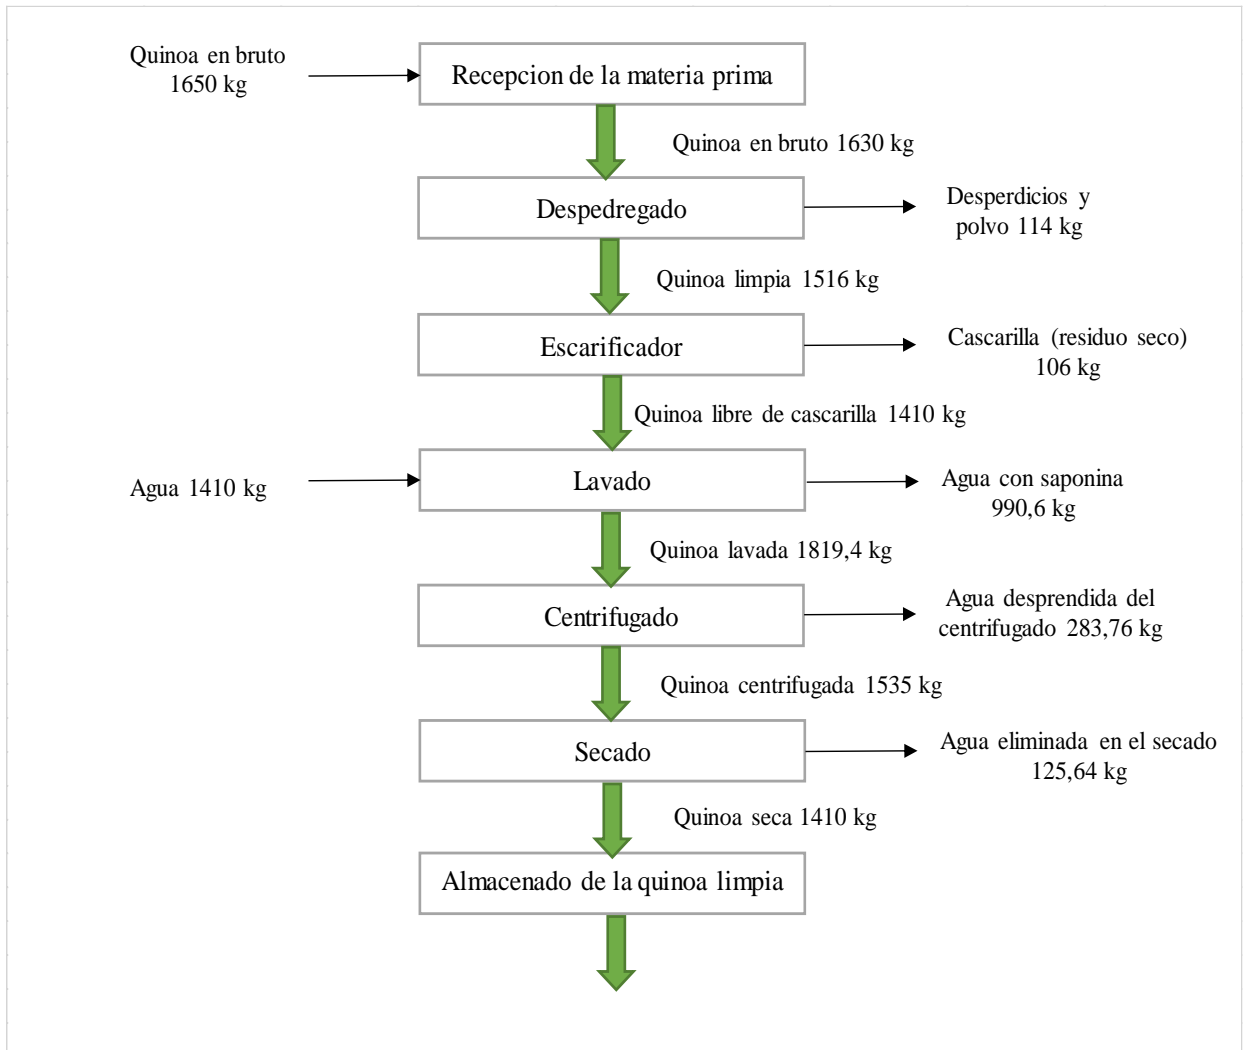 Quinoa en bruto
1650 kg
Recepcion de la materia prima
Quinoa en bruto 1630 kg
Despedregado
Desperdicios y
polvo 114 kg
Quinoa limpia 1516 kg
Escarificador
Cascarilla (residuo seco)
106 kg
Quinoa libre de cascarilla 1410 kg
Agua 1410 kg
Lavado
Agua con saponina
990,6 kg
Quinoa lavada 1819,4 kg
Centrifugado
Agua desprendida del
centrifugado 283,76 kg
Quinoa centrifugada 1535 kg
Secado
Agua eliminada en el secado
125,64 kg
Quinoa seca 1410 kg
Almacenado de la quinoa limpia